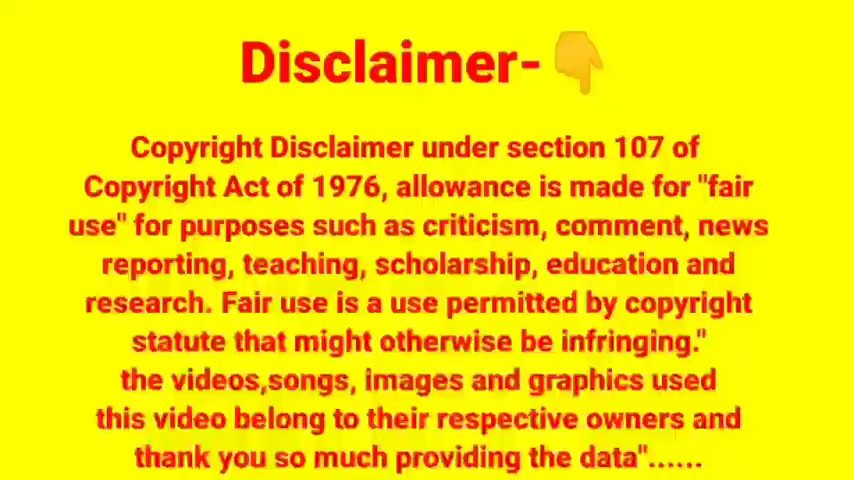 Disclaimer-👇
Copyright Disclaimer under section 107 of
Copyright Act of 1976, allowance is made for "fair
use" for purposes such as criticism, comment, news
reporting, teaching, scholarship, education and
research. Fair use is a use permitted by copyright
statute that might otherwise be infringing."
the videos,songs, images and graphics used
this video belong to their respective owners and
thank you so much providing the data"......